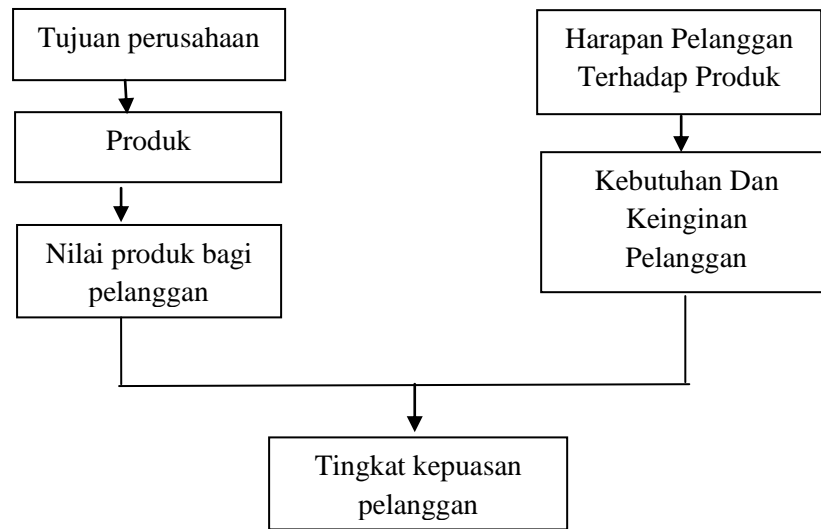 Tujuan perusahaan
Produk
Nilai produk bagi
pelanggan
Harapan Pelanggan
Terhadap Produk
Kebutuhan Dan
Keinginan
Pelanggan
Tingkat kepuasan
pelanggan